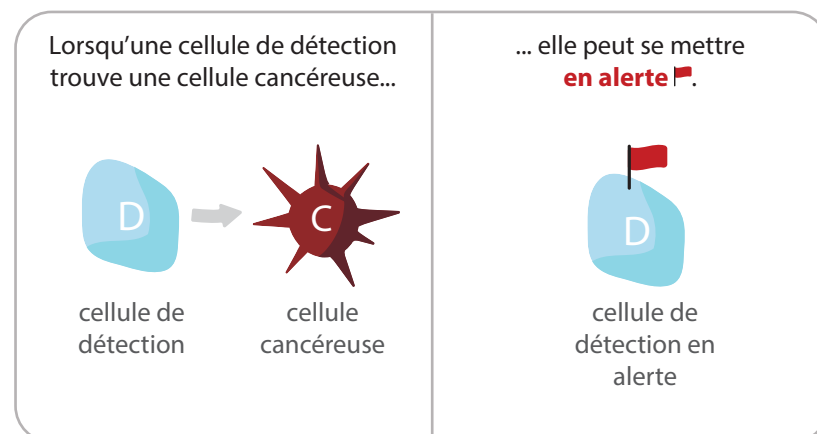 Lorsqu'une cellule de détection
trouve une cellule cancéreuse...
D
C
cellule de
détection
cellule
cancéreuse
... elle peut se mettre
en alerte.
D
cellule de
détection en
alerte